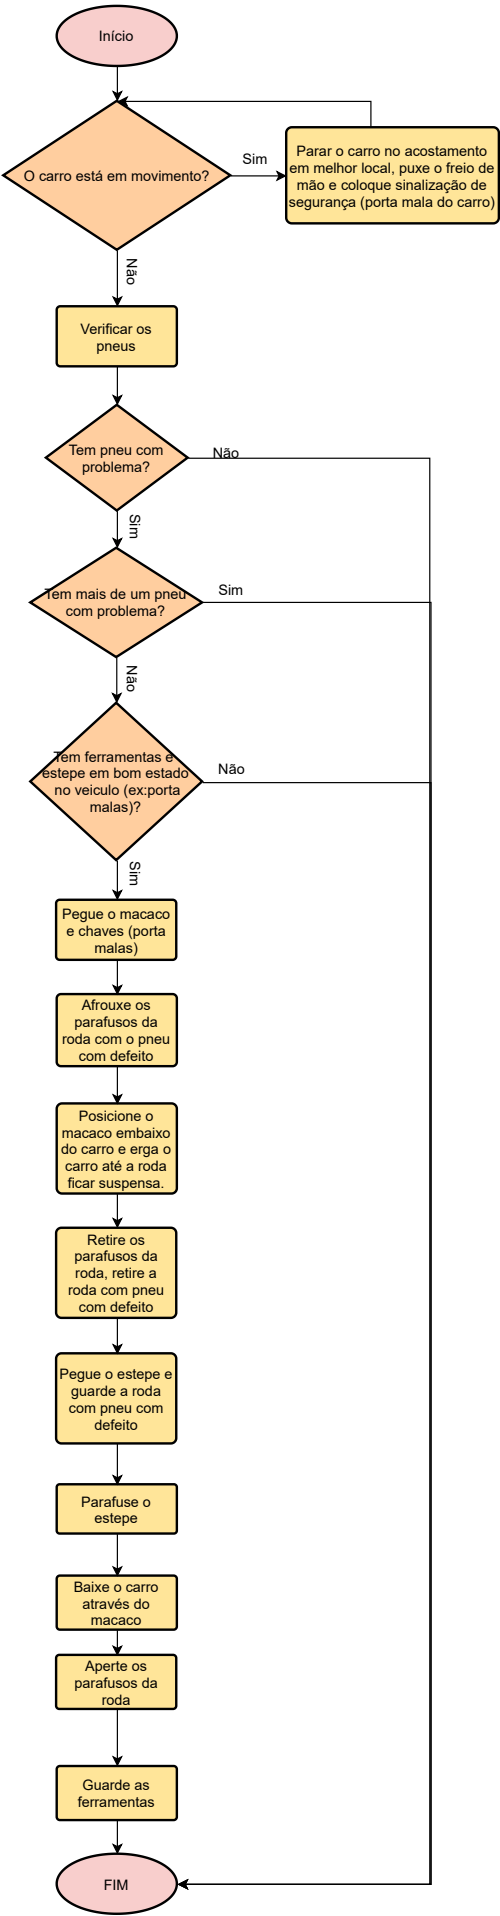 Início
O carro está em movimento?
Sim
Parar o carro no acostamento
em melhor local, puxe o freio de
mão e coloque sinalização de
segurança (porta mala do carro)
Não
Verificar os
pneus
Tem pneu com
problema?
Não
Sim
Tem mais de um pneu
com problema?
Sim
Não
Tem ferramentas e
estepe em bom estado
no veiculo (ex:porta
malas)?
Não
Sim
Pegue o macaco
e chaves (porta
malas)
Afrouxe os
parafusos da
roda com o pneu
com defeito
Posicione o
macaco embaixo
do carro e erga o
carro até a roda
ficar suspensa.
Retire os
parafusos da
roda, retire a
roda com pneu
com defeito
Pegue o estepe e
guarde a roda
com pneu com
defeito
Parafuse o
estepe
Baixe o carro
através do
macaco
Aperte os
parafusos da
roda
Guarde as
ferramentas
FIM